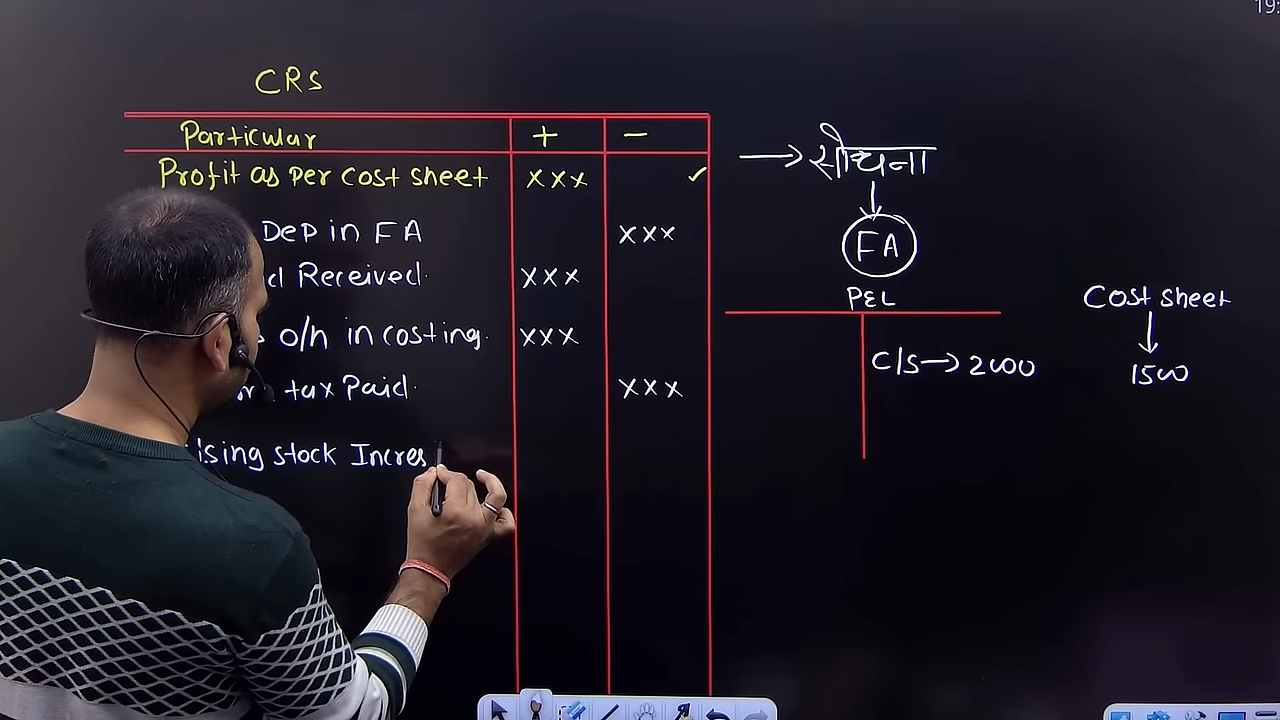 19:
CRS
Particular + -
Profit as per cost sheet xxx ✓
Dep in FA xxx
Received xxx
o/h in costing. xxx
tax Paid xxx
sing stock Incres
→ सोचना
↓
FA
P&L
C/S → 2000
Cost sheet
↓
1500